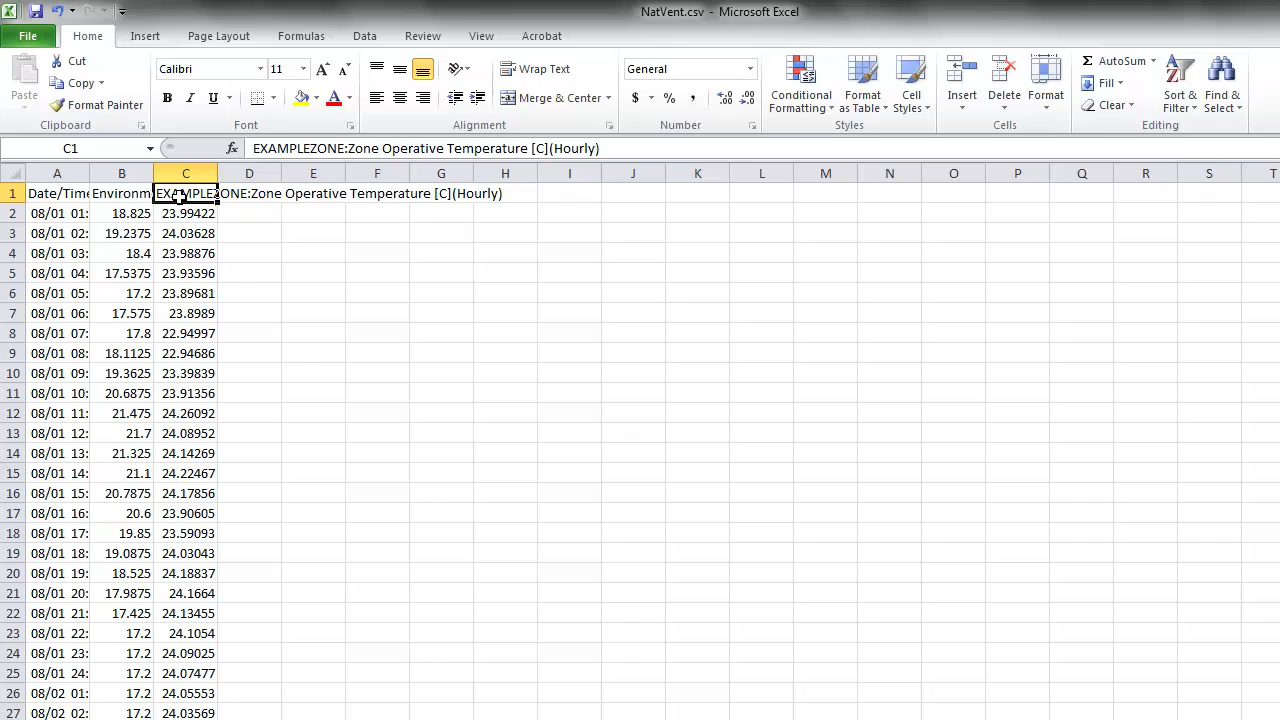 NatVent.csv - Microsoft Excel
File Home Insert Page Layout Formulas Data Review View Acrobat
Paste
Cut
Copy
Format Painter
Clipboard
Calibri 11 A A
B I U A
Font
Wrap Text
Merge & Center
Alignment
General
$ % , .00 .0
Number
Conditional Formatting
Format as Table
Cell Styles
Styles
Insert Delete Format
Cells
Σ AutoSum
Fill
Clear
Sort & Filter
Find & Select
Editing
C1 fx EXAMPLEZONE:Zone Operative Temperature [C](Hourly)
A B C D E F G H I J K L M N O P Q R S T
1 Date/Time Environm EXAMPLEZONE:Zone Operative Temperature [C](Hourly)
2 08/01 01: 18.825 23.99422
3 08/01 02: 19.2375 24.03628
4 08/01 03: 18.4 23.98876
5 08/01 04: 17.5375 23.93596
6 08/01 05: 17.2 23.89681
7 08/01 06: 17.575 23.8989
8 08/01 07: 17.8 22.94997
9 08/01 08: 18.1125 22.94686
10 08/01 09: 19.3625 23.39839
11 08/01 10: 20.6875 23.91356
12 08/01 11: 21.475 24.26092
13 08/01 12: 21.7 24.08952
14 08/01 13: 21.325 24.14269
15 08/01 14: 21.1 24.22467
16 08/01 15: 20.7875 24.17856
17 08/01 16: 20.6 23.90605
18 08/01 17: 19.85 23.59093
19 08/01 18: 19.0875 24.03043
20 08/01 19: 18.525 24.18837
21 08/01 20: 17.9875 24.1664
22 08/01 21: 17.425 24.13455
23 08/01 22: 17.2 24.1054
24 08/01 23: 17.2 24.09025
25 08/01 24: 17.2 24.07477
26 08/02 01: 17.2 24.05553
27 08/02 02: 17.2 24.03569